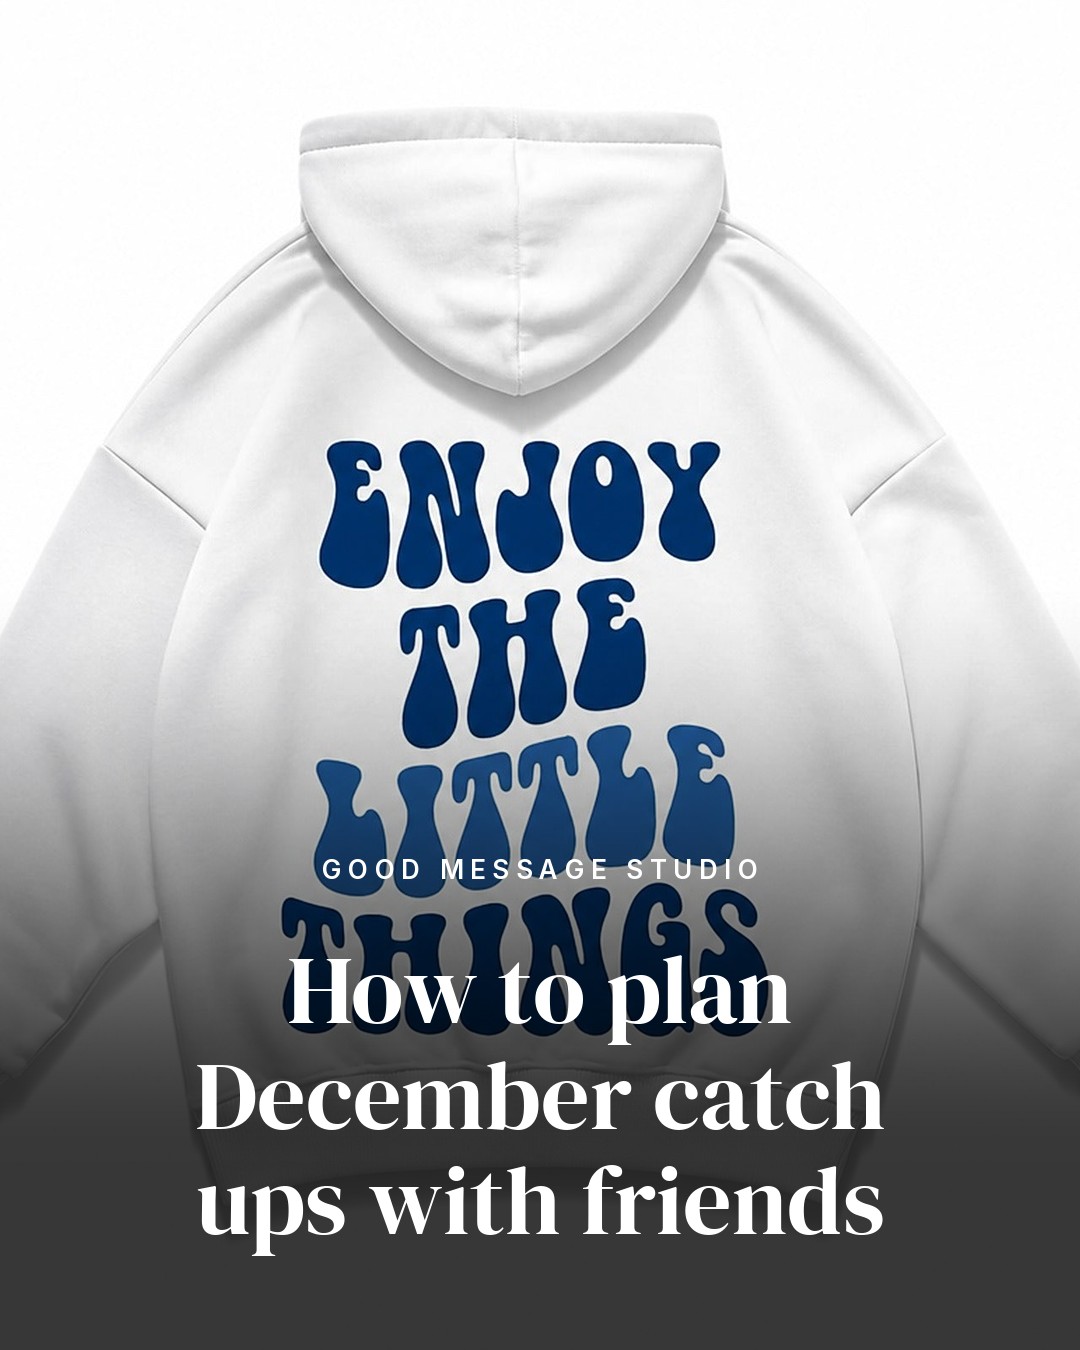 ENJOY
THE
LITTLE
GOOD MESSAGE STUDIO
THINGS
How to plan
December catch
ups with friends